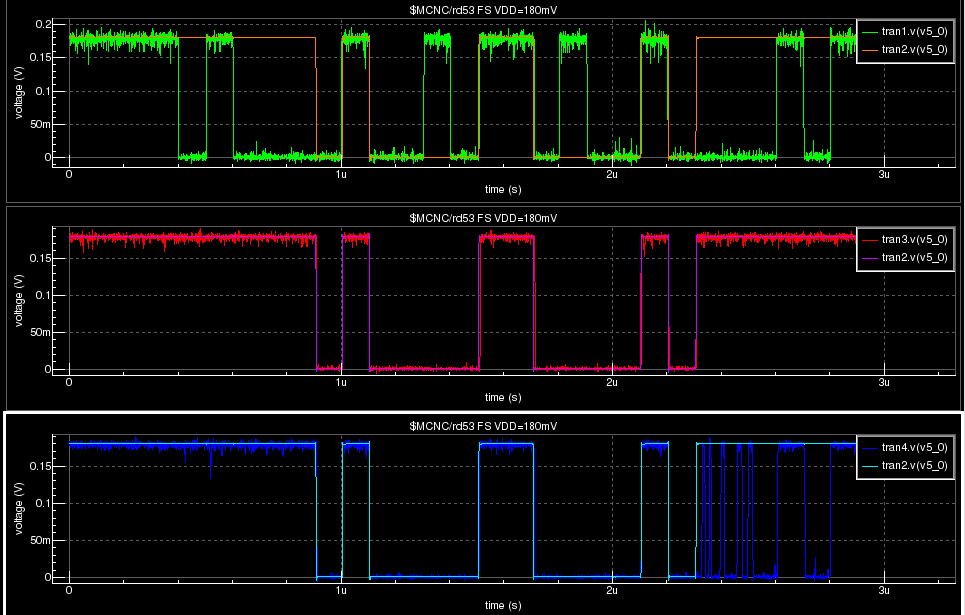 $MCNC/rd53 FS VDD=180mV
0.2
0.15
0.1
50m
0
voltage (V)
0 1u 2u 3u
time (s)
tran1.v(v5_0)
tran2.v(v5_0)
$MCNC/rd53 FS VDD=180mV
0.15
0.1
50m
0
voltage (V)
0 1u 2u 3u
time (s)
tran3.v(v5_0)
tran2.v(v5_0)
$MCNC/rd53 FS VDD=180mV
0.15
0.1
50m
0
voltage (V)
0 1u 2u 3u
time (s)
tran4.v(v5_0)
tran2.v(v5_0)